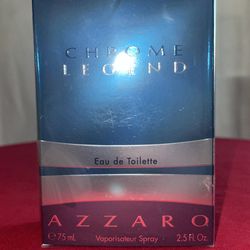 CHROME
LEGEND
Eau de Toilette
AZZARO
℮ 75 mL - Vaporisateur Spray - 2.5 Fl. Oz.